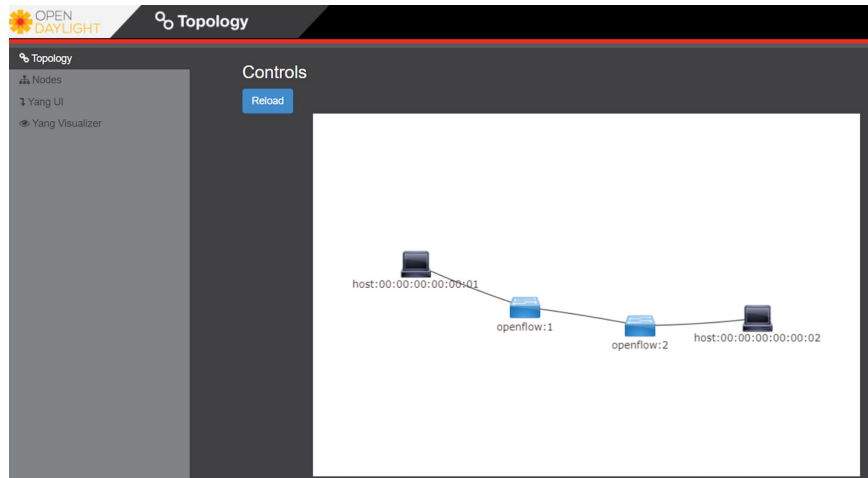 OPEN
DAYLIGHT
Topology
Topology
Nodes
Yang UI
Yang Visualizer
Controls
Reload
host:00:00:00:00:00:01
openflow:1
openflow:2
host:00:00:00:00:00:02